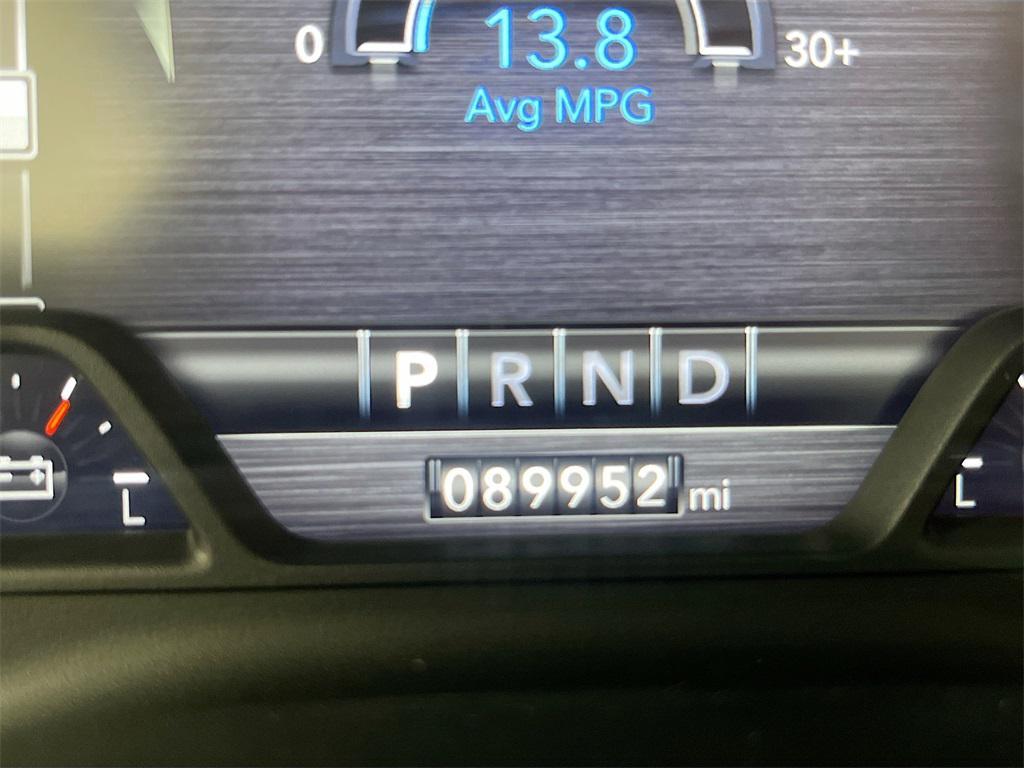 0 13.8 30+
Avg MPG
P R N D
L 089952 mi L